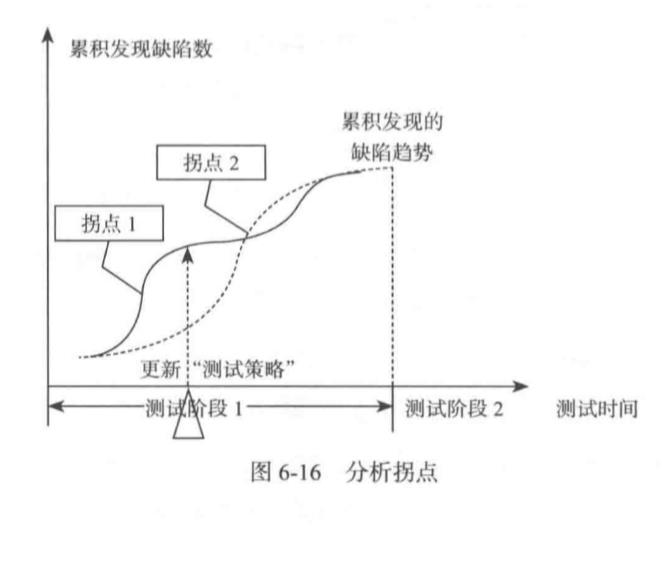 累积发现缺陷数
累积发现的
缺陷趋势
拐点 2
拐点 1
更新“测试策略”
测试阶段 1
测试阶段 2
测试时间
图 6-16 分析拐点